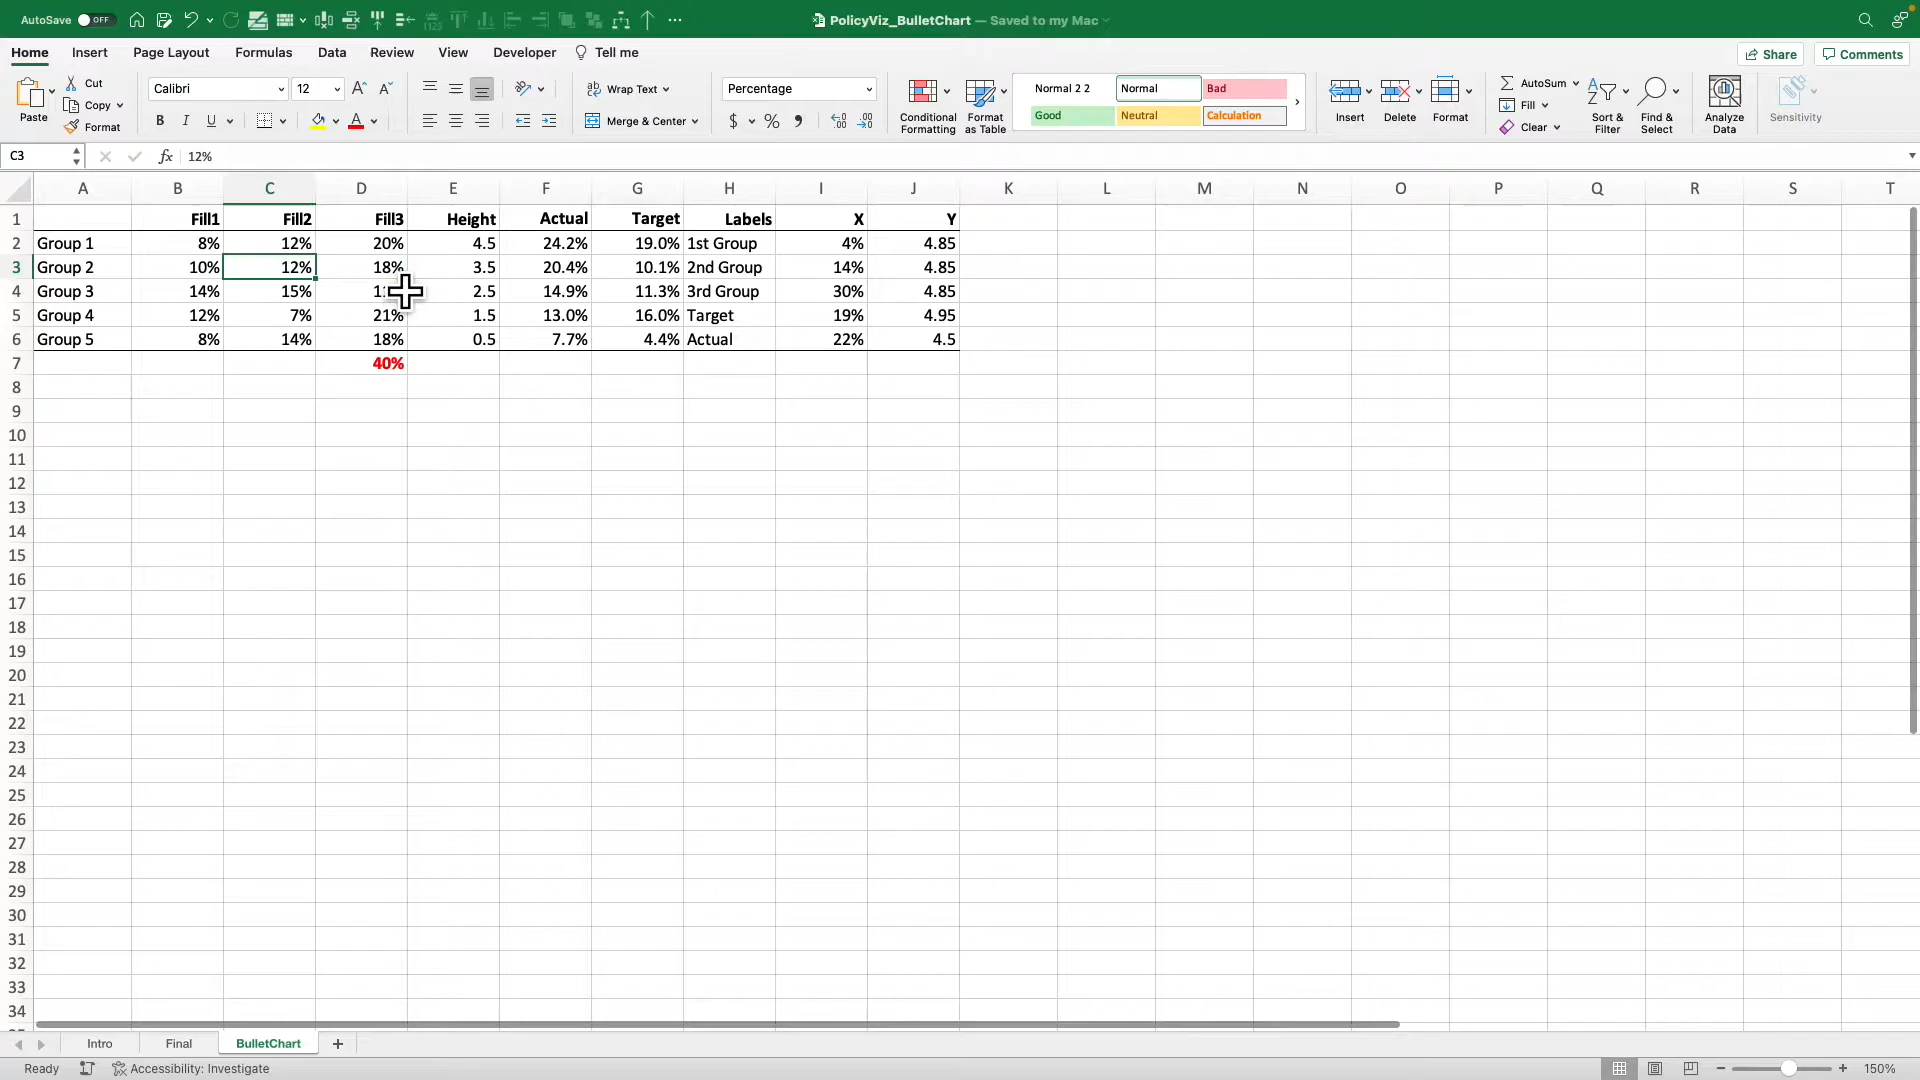 AutoSave OFF PolicyViz_BulletChart — Saved to my Mac
Home Insert Page Layout Formulas Data Review View Developer Tell me Share Comments
Cut Calibri 12 Wrap Text Percentage Normal 2 2 Normal Bad AutoSum
Copy Fill
Paste Format B I U Merge & Center $ % Conditional Formatting Format as Table Good Neutral Calculation Insert Delete Format Clear Sort & Filter Find & Select Analyze Data Sensitivity
C3 fx 12%
A B C D E F G H I J K L M N O P Q R S T
1 Fill1 Fill2 Fill3 Height Actual Target Labels X Y
2 Group 1 8% 12% 20% 4.5 24.2% 19.0% 1st Group 4% 4.85
3 Group 2 10% 12% 18% 3.5 20.4% 10.1% 2nd Group 14% 4.85
4 Group 3 14% 15% 2.5 14.9% 11.3% 3rd Group 30% 4.85
5 Group 4 12% 7% 21% 1.5 13.0% 16.0% Target 19% 4.95
6 Group 5 8% 14% 18% 0.5 7.7% 4.4% Actual 22% 4.5
7 40%
8
9
10
11
12
13
14
15
16
17
18
19
20
21
22
23
24
25
26
27
28
29
30
31
32
33
34
Intro Final BulletChart +
Ready Accessibility: Investigate 150%